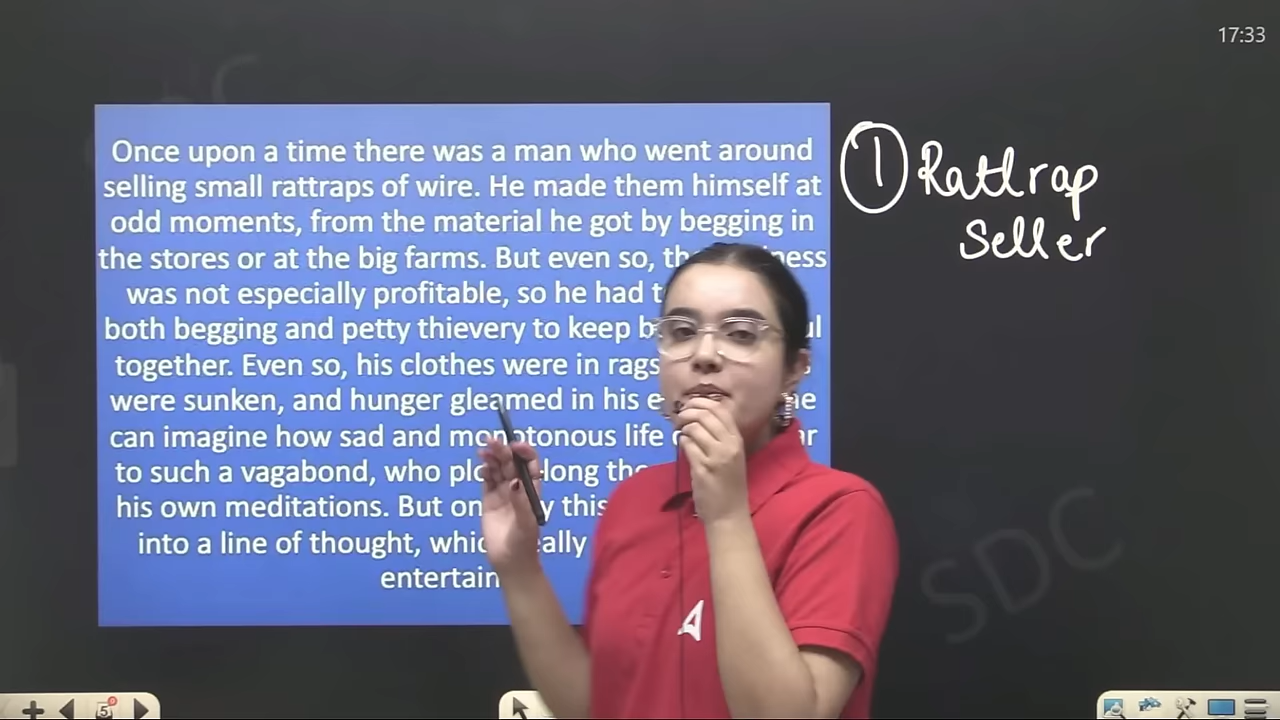 17:33
Once upon a time there was a man who went around
selling small rattraps of wire. He made them himself at
odd moments, from the material he got by begging in
the stores or at the big farms. But even so, the
was not especially profitable, so he had
both begging and petty thievery to keep
together. Even so, his clothes were in rags
were sunken, and hunger gleamed in his
can imagine how sad and monotonous life
to such a vagabond, who
his own meditations. But
into a line of thought,
entertain
1 Rattrap
Seller
SDC
5
A